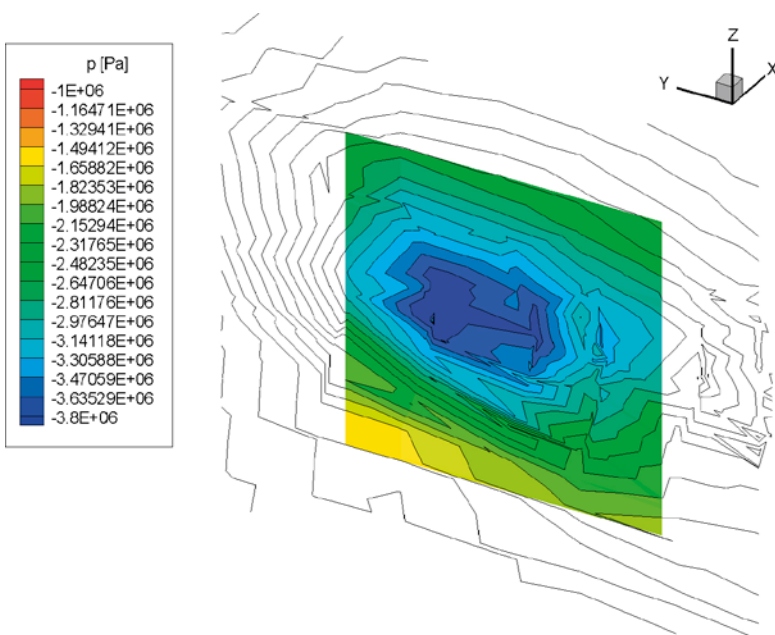 p [Pa]
-1E+06
-1.16471E+06
-1.32941E+06
-1.49412E+06
-1.65882E+06
-1.82353E+06
-1.98824E+06
-2.15294E+06
-2.31765E+06
-2.48235E+06
-2.64706E+06
-2.81176E+06
-2.97647E+06
-3.14118E+06
-3.30588E+06
-3.47059E+06
-3.63529E+06
-3.8E+06
Z
Y
X